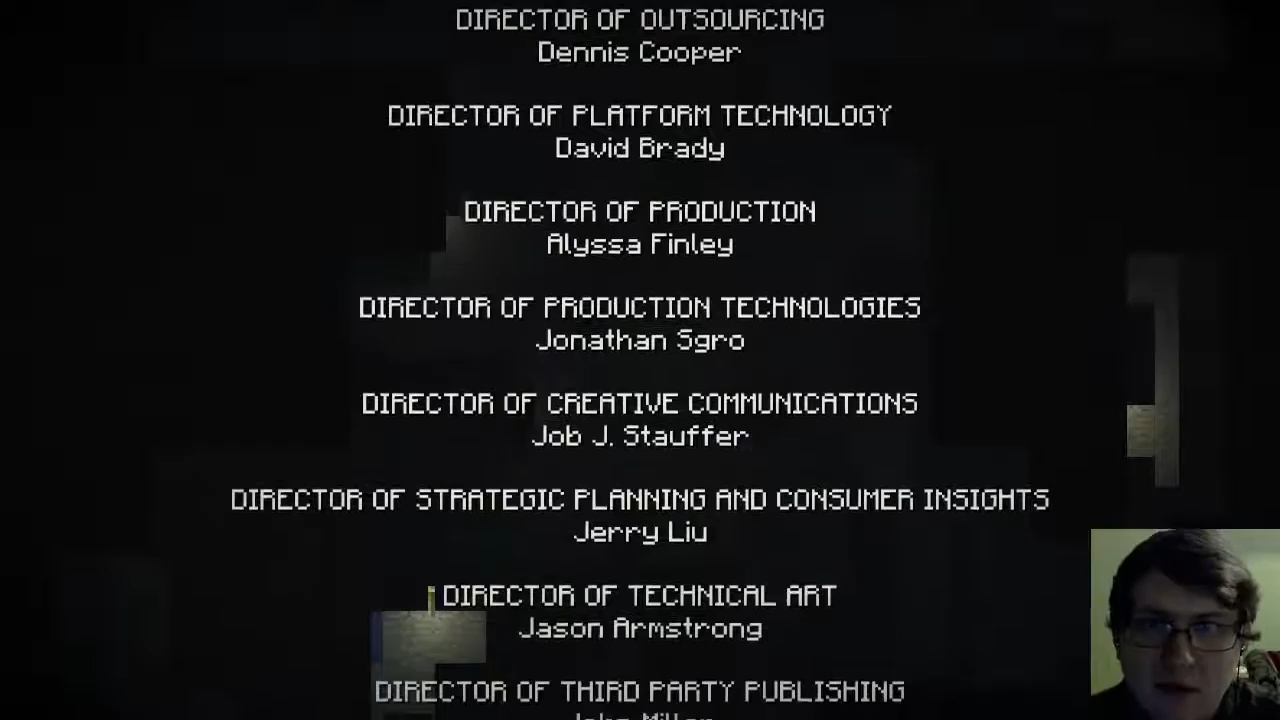 DIRECTOR OF OUTSOURCING
Dennis Cooper
DIRECTOR OF PLATFORM TECHNOLOGY
David Brady
DIRECTOR OF PRODUCTION
Alyssa Finley
DIRECTOR OF PRODUCTION TECHNOLOGIES
Jonathan Sgro
DIRECTOR OF CREATIVE COMMUNICATIONS
Job J. Stauffer
DIRECTOR OF STRATEGIC PLANNING AND CONSUMER INSIGHTS
Jerry Liu
DIRECTOR OF TECHNICAL ART
Jason Armstrong
DIRECTOR OF THIRD PARTY PUBLISHING